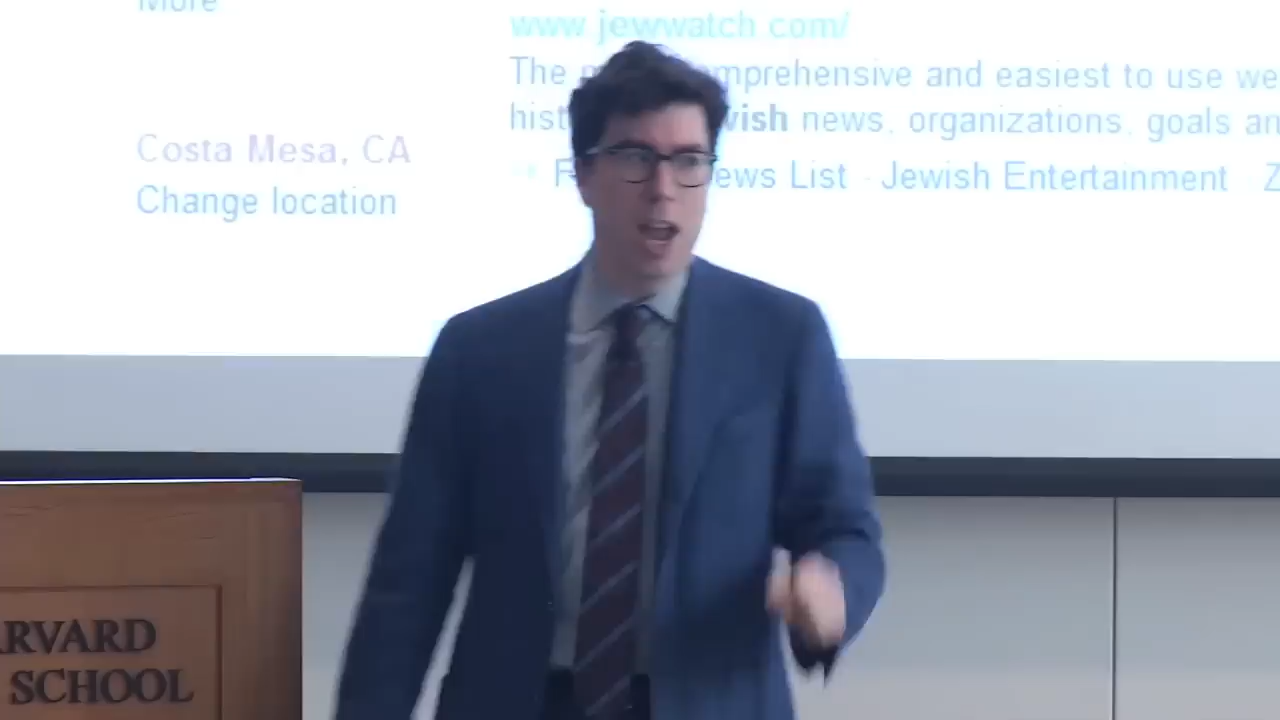 More
www jewwatch com/
The mprehensive and easiest to use we
hist wish news, organizations, goals an
Costa Mesa, CA
F ews List - Jewish Entertainment - Z
Change location
RVARD
SCHOOL